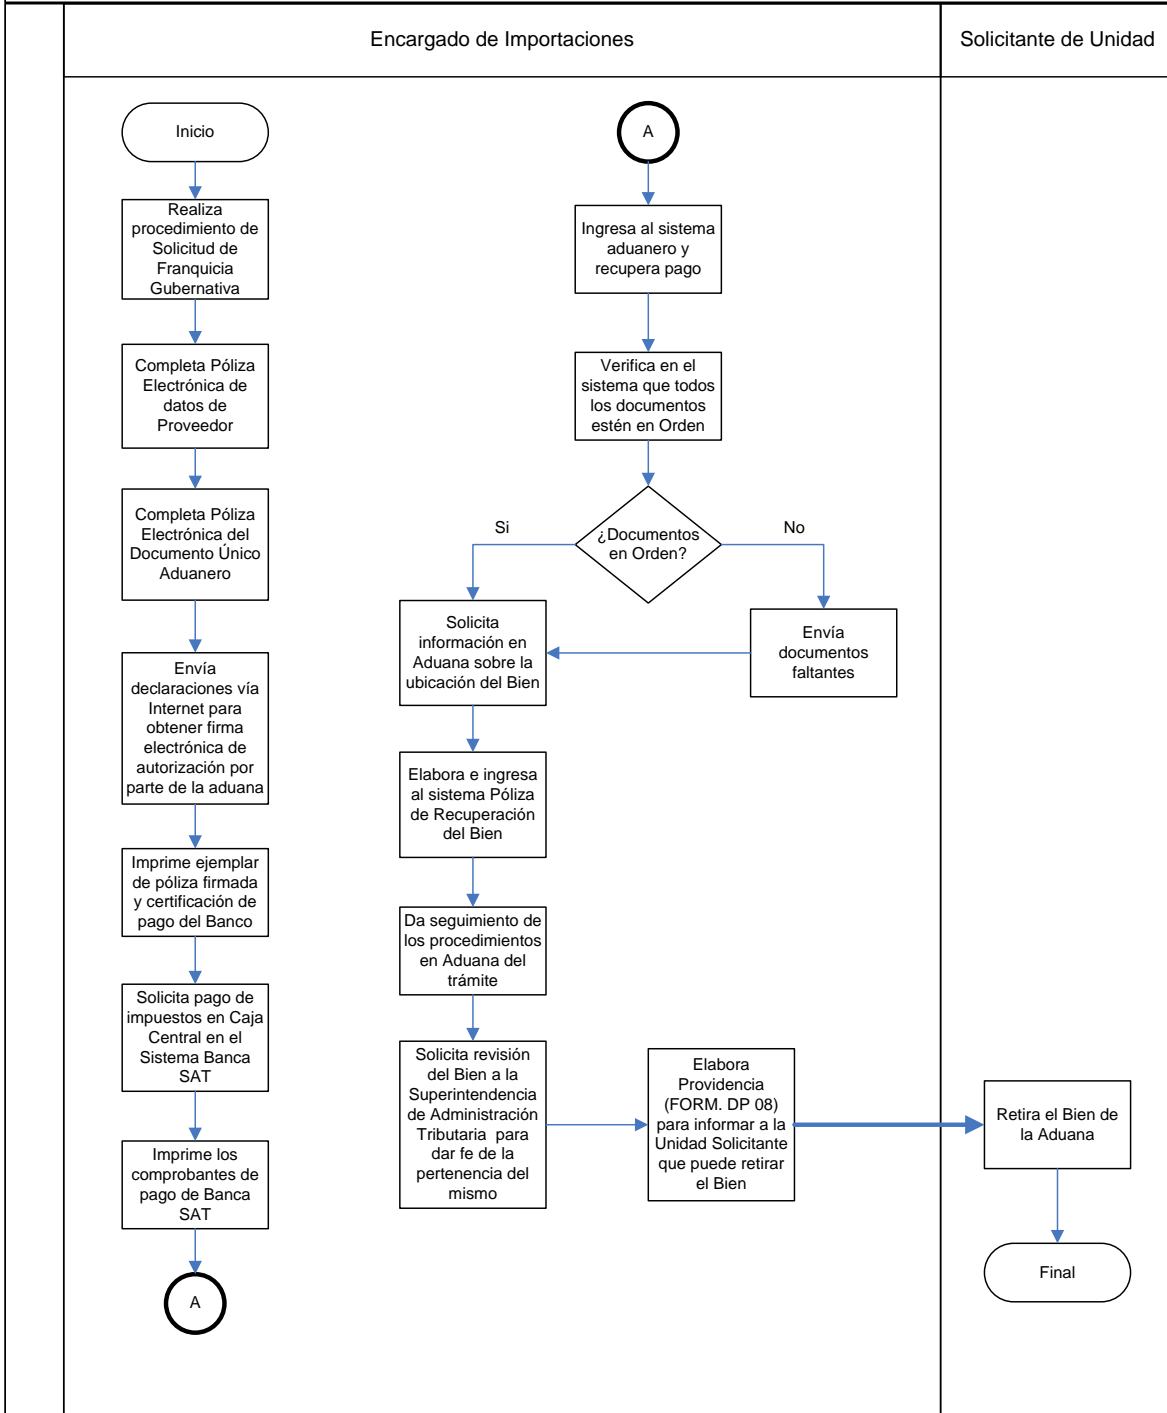 Encargado de Importaciones
Solicitante de Unidad
Inicio
Realiza
procedimiento de
Solicitud de
Franquicia
Gubernativa
Completa Póliza
Electrónica de
datos de
Proveedor
Completa Póliza
Electrónica del
Documento Único
Aduanero
Envía
declaraciones vía
Internet para
obtener firma
electrónica de
autorización por
parte de la aduana
Imprime ejemplar
de póliza firmada
y certificación de
pago del Banco
Solicita pago de
impuestos en Caja
Central en el
Sistema Banca
SAT
Imprime los
comprobantes de
pago de Banca
SAT
A
A
Ingresa al sistema
aduanero y
recupera pago
Verifica en el
sistema que todos
los documentos
estén en Orden
¿Documentos
en Orden?
Si
No
Solicita
información en
Aduana sobre la
ubicación del Bien
Envía
documentos
faltantes
Elabora e ingresa
al sistema Póliza
de Recuperación
del Bien
Da seguimiento de
los procedimientos
en Aduana del
trámite
Solicita revisión
del Bien a la
Superintendencia
de Administración
Tributaria para
dar fe de la
pertenencia del
mismo
Elabora
Providencia
(FORM. DP 08)
para informar a la
Unidad Solicitante
que puede retirar
el Bien
Retira el Bien de
la Aduana
Final